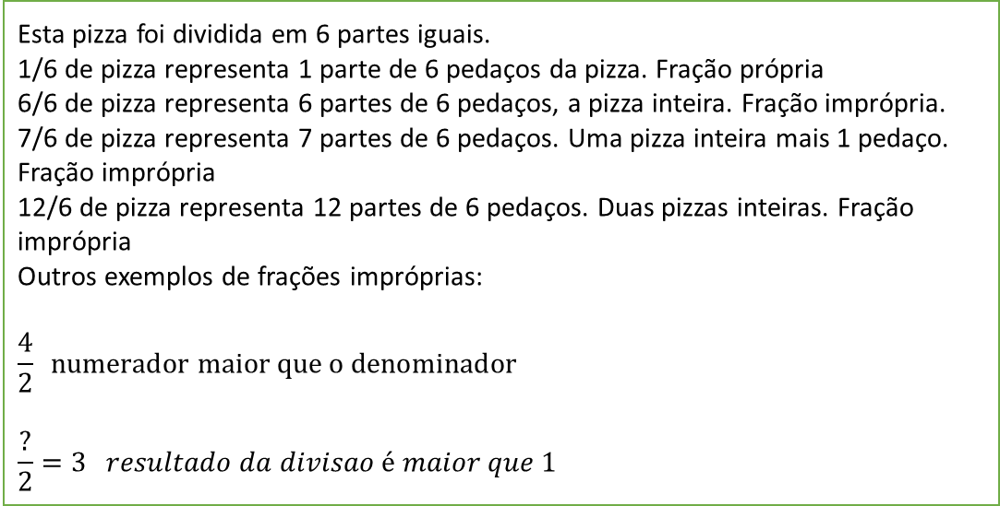 Esta pizza foi dividida em 6 partes iguais.
1/6 de pizza representa 1 parte de 6 pedaços da pizza. Fração própria
6/6 de pizza representa 6 partes de 6 pedaços, a pizza inteira. Fração imprópria.
7/6 de pizza representa 7 partes de 6 pedaços. Uma pizza inteira mais 1 pedaço.
Fração imprópria
12/6 de pizza representa 12 partes de 6 pedaços. Duas pizzas inteiras. Fração
imprópria
Outros exemplos de frações impróprias:
4/2 numerador maior que o denominador
?/2 = 3 resultado da divisao é maior que 1